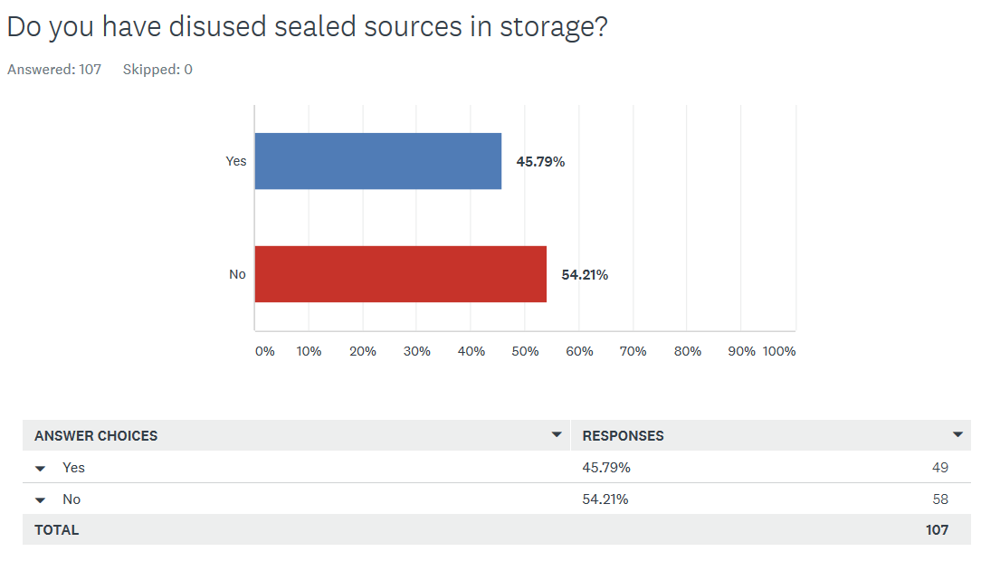 Do you have disused sealed sources in storage?
Answered: 107 Skipped: 0
Yes 45.79%
No 54.21%
0% 10% 20% 30% 40% 50% 60% 70% 80% 90% 100%
ANSWER CHOICES RESPONSES
Yes 45.79% 49
No 54.21% 58
TOTAL 107